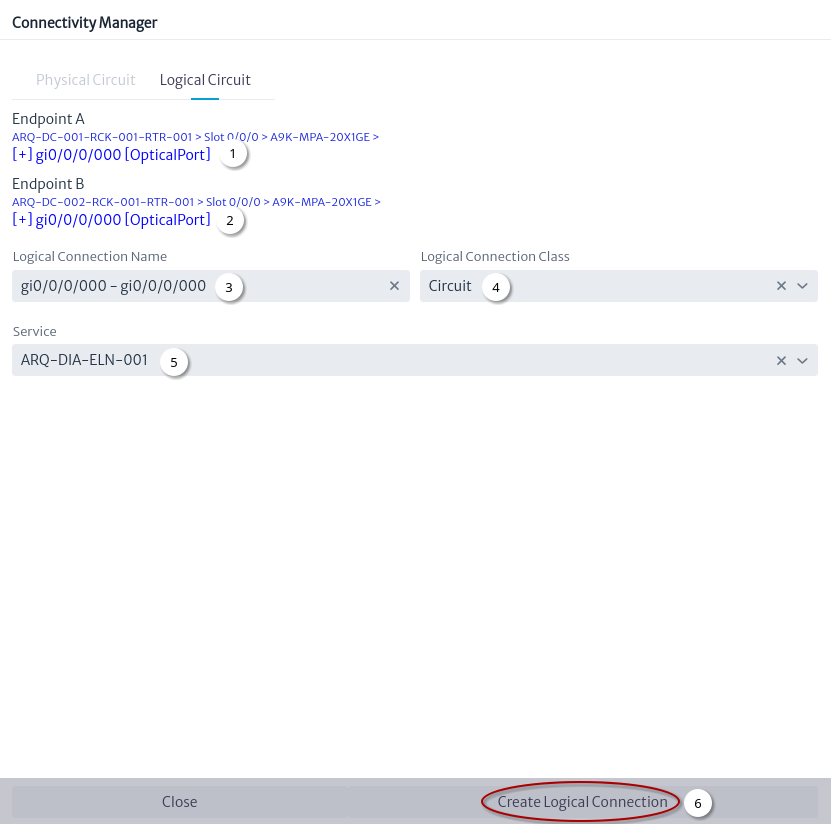 Connectivity Manager
Physical Circuit Logical Circuit
Endpoint A
ARQ-DC-001-RCK-001-RTR-001 > Slot 0/0/0 > A9K-MPA-20X1GE >
[+] gi0/0/0/000 [OpticalPort] 1
Endpoint B
ARQ-DC-002-RCK-001-RTR-001 > Slot 0/0/0 > A9K-MPA-20X1GE >
[+] gi0/0/0/000 [OpticalPort] 2
Logical Connection Name Logical Connection Class
gi0/0/0/000 - gi0/0/0/000 3 Circuit 4
Service
ARQ-DIA-ELN-001 5
Close Create Logical Connection 6